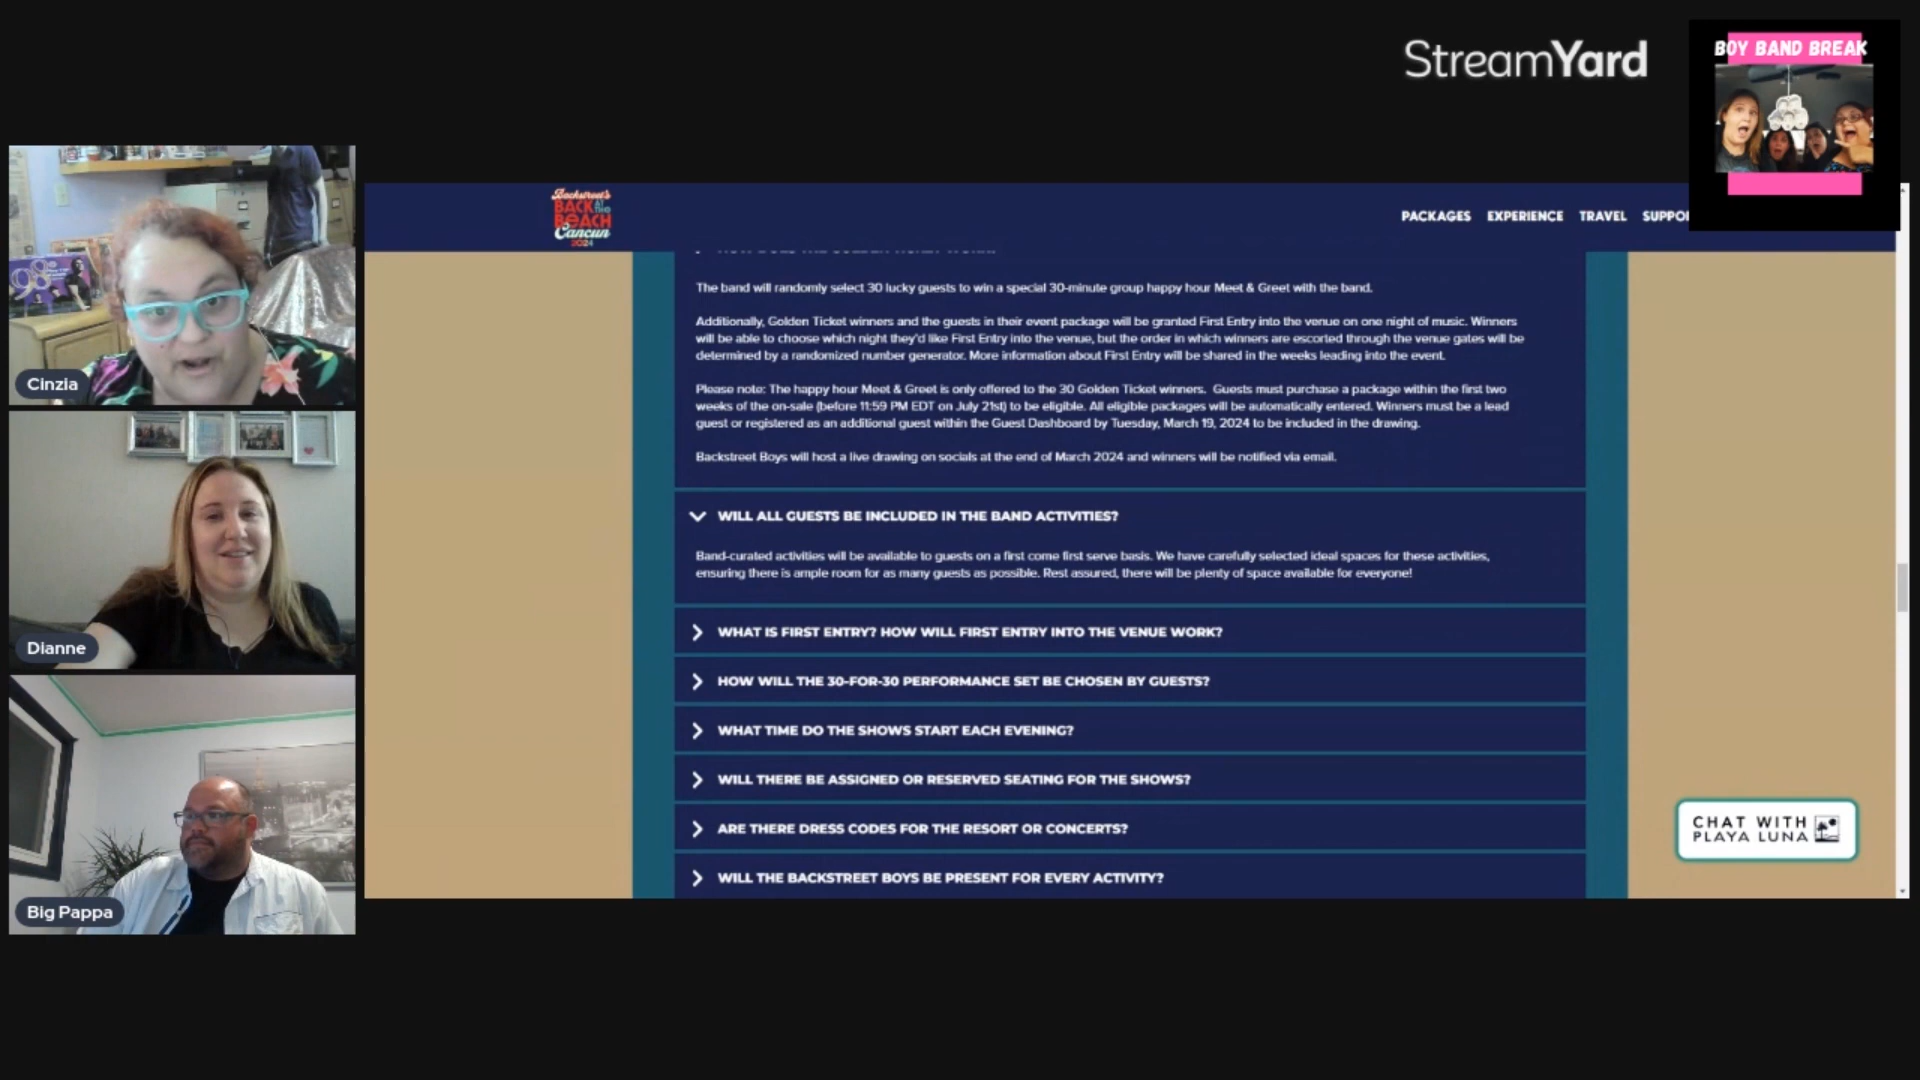 StreamYard
BOY BAND BREAK
Backstreet's
BACK AT THE
BEACH
Cancun
2024
PACKAGES EXPERIENCE TRAVEL SUPPO
The band will randomly select 30 lucky guests to win a special 30-minute group happy hour Meet & Greet with the band.
Additionally, Golden Ticket winners and the guests in their event package will be granted First Entry into the venue on one night of music. Winners
will be able to choose which night they'd like First Entry into the venue, but the order in which winners are escorted through the venue gates will be
determined by a randomized number generator. More information about First Entry will be shared in the weeks leading into the event.
Please note: The happy hour Meet & Greet is only offered to the 30 Golden Ticket winners. Guests must purchase a package within the first two
weeks of the on-sale (before 11:59 PM EDT on July 21st) to be eligible. All eligible packages will be automatically entered. Winners must be a lead
guest or registered as an additional guest within the Guest Dashboard by Tuesday, March 19, 2024 to be included in the drawing.
Backstreet Boys will host a live drawing on socials at the end of March 2024 and winners will be notified via email.
WILL ALL GUESTS BE INCLUDED IN THE BAND ACTIVITIES?
Band-curated activities will be available to guests on a first come first serve basis. We have carefully selected ideal spaces for these activities,
ensuring there is ample room for as many guests as possible. Rest assured, there will be plenty of space available for everyone!
WHAT IS FIRST ENTRY? HOW WILL FIRST ENTRY INTO THE VENUE WORK?
HOW WILL THE 30-FOR-30 PERFORMANCE SET BE CHOSEN BY GUESTS?
WHAT TIME DO THE SHOWS START EACH EVENING?
WILL THERE BE ASSIGNED OR RESERVED SEATING FOR THE SHOWS?
ARE THERE DRESS CODES FOR THE RESORT OR CONCERTS?
WILL THE BACKSTREET BOYS BE PRESENT FOR EVERY ACTIVITY?
CHAT WITH
PLAYA LUNA
98
Cinzia
Dianne
Big Pappa